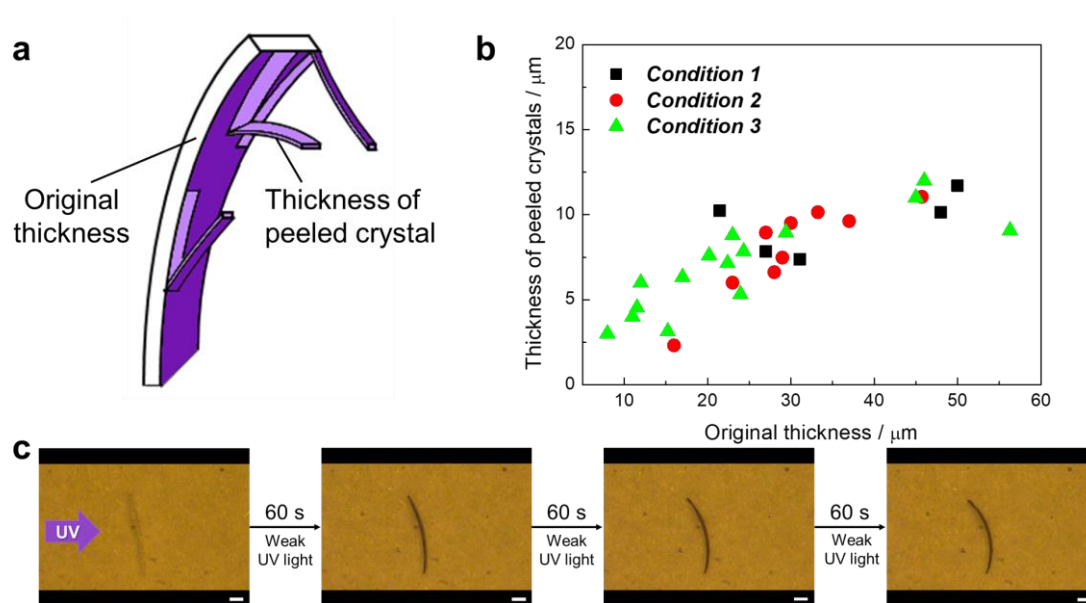 a
Original
thickness
Thickness of
peeled crystal
b
Thickness of peeled crystals / μm
20
15
10
5
0
Condition 1
Condition 2
Condition 3
10
20
30
40
50
60
Original thickness / μm
c
UV
60 s
Weak
UV light
60 s
Weak
UV light
60 s
Weak
UV light